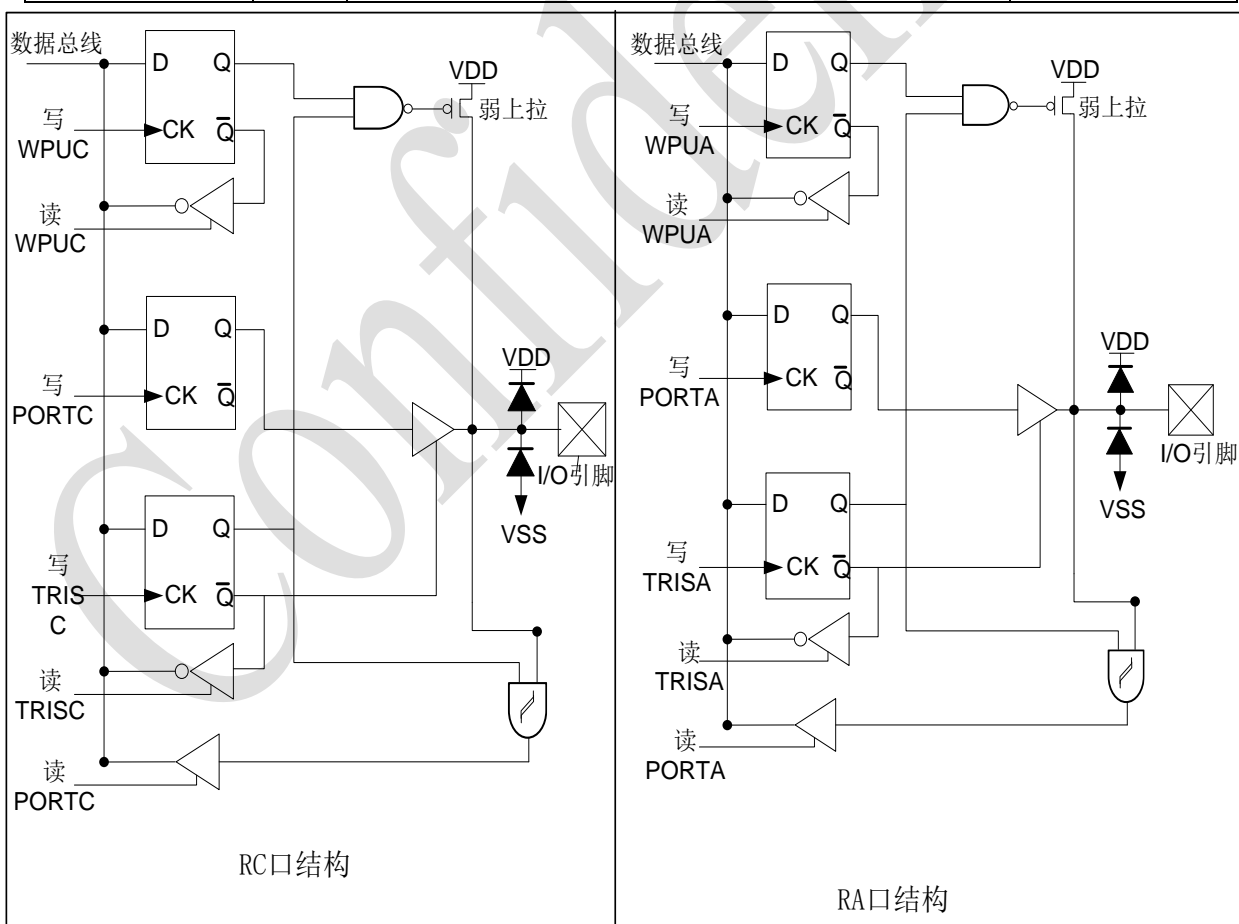 数据总线
D Q
VDD
弱上拉
写
WPUC
CK Q
读
WPUC
D Q
写
PORTC
CK Q
VDD
I/O引脚
VSS
D Q
写
TRIS
C
CK Q
读
TRISC
读
PORTC
RC口结构
数据总线
D Q
VDD
弱上拉
写
WPUA
CK Q
读
WPUA
D Q
写
PORTA
CK Q
VDD
I/O引脚
VSS
D Q
写
TRISA
CK Q
读
TRISA
读
PORTA
RA口结构
Confiden